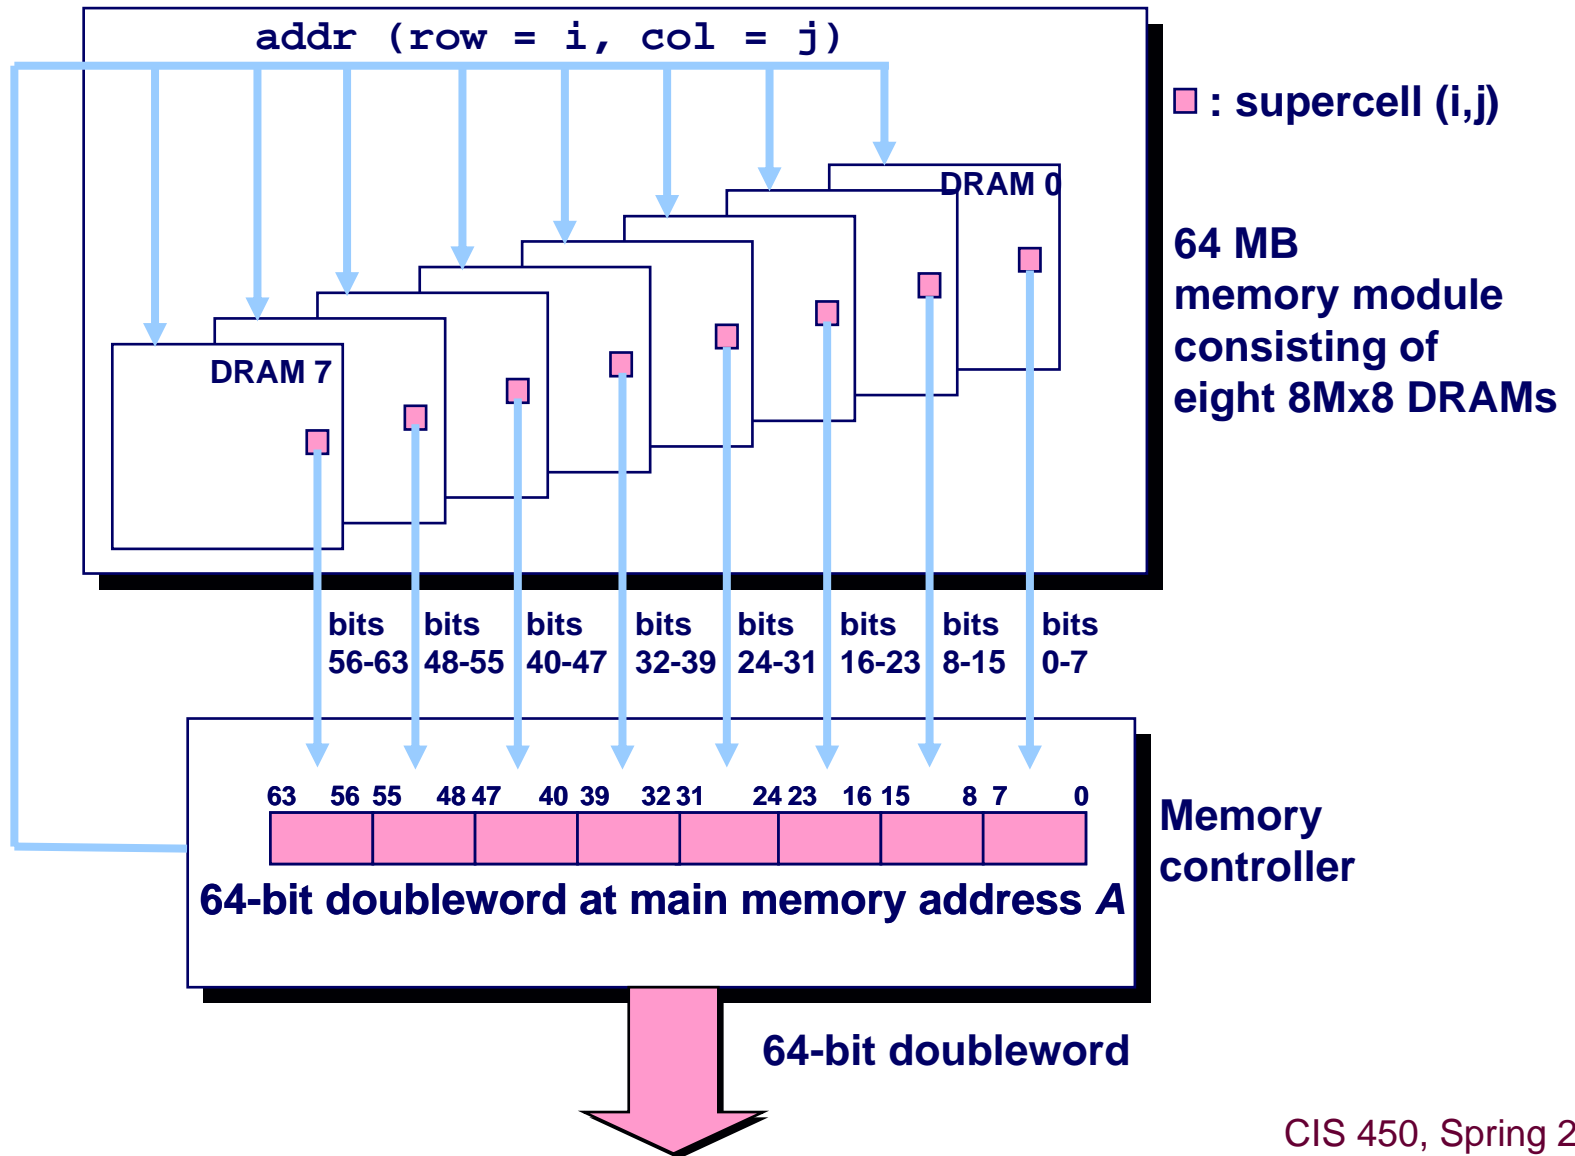 addr (row = i, col = j)
: supercell (i,j)
DRAM 0
64 MB
memory module
consisting of
eight 8Mx8 DRAMs
DRAM 7
bits 56-63
bits 48-55
bits 40-47
bits 32-39
bits 24-31
bits 16-23
bits 8-15
bits 0-7
63 56 55 48 47 40 39 32 31 24 23 16 15 8 7 0
Memory
controller
64-bit doubleword at main memory address A
64-bit doubleword
CIS 450, Spring 2